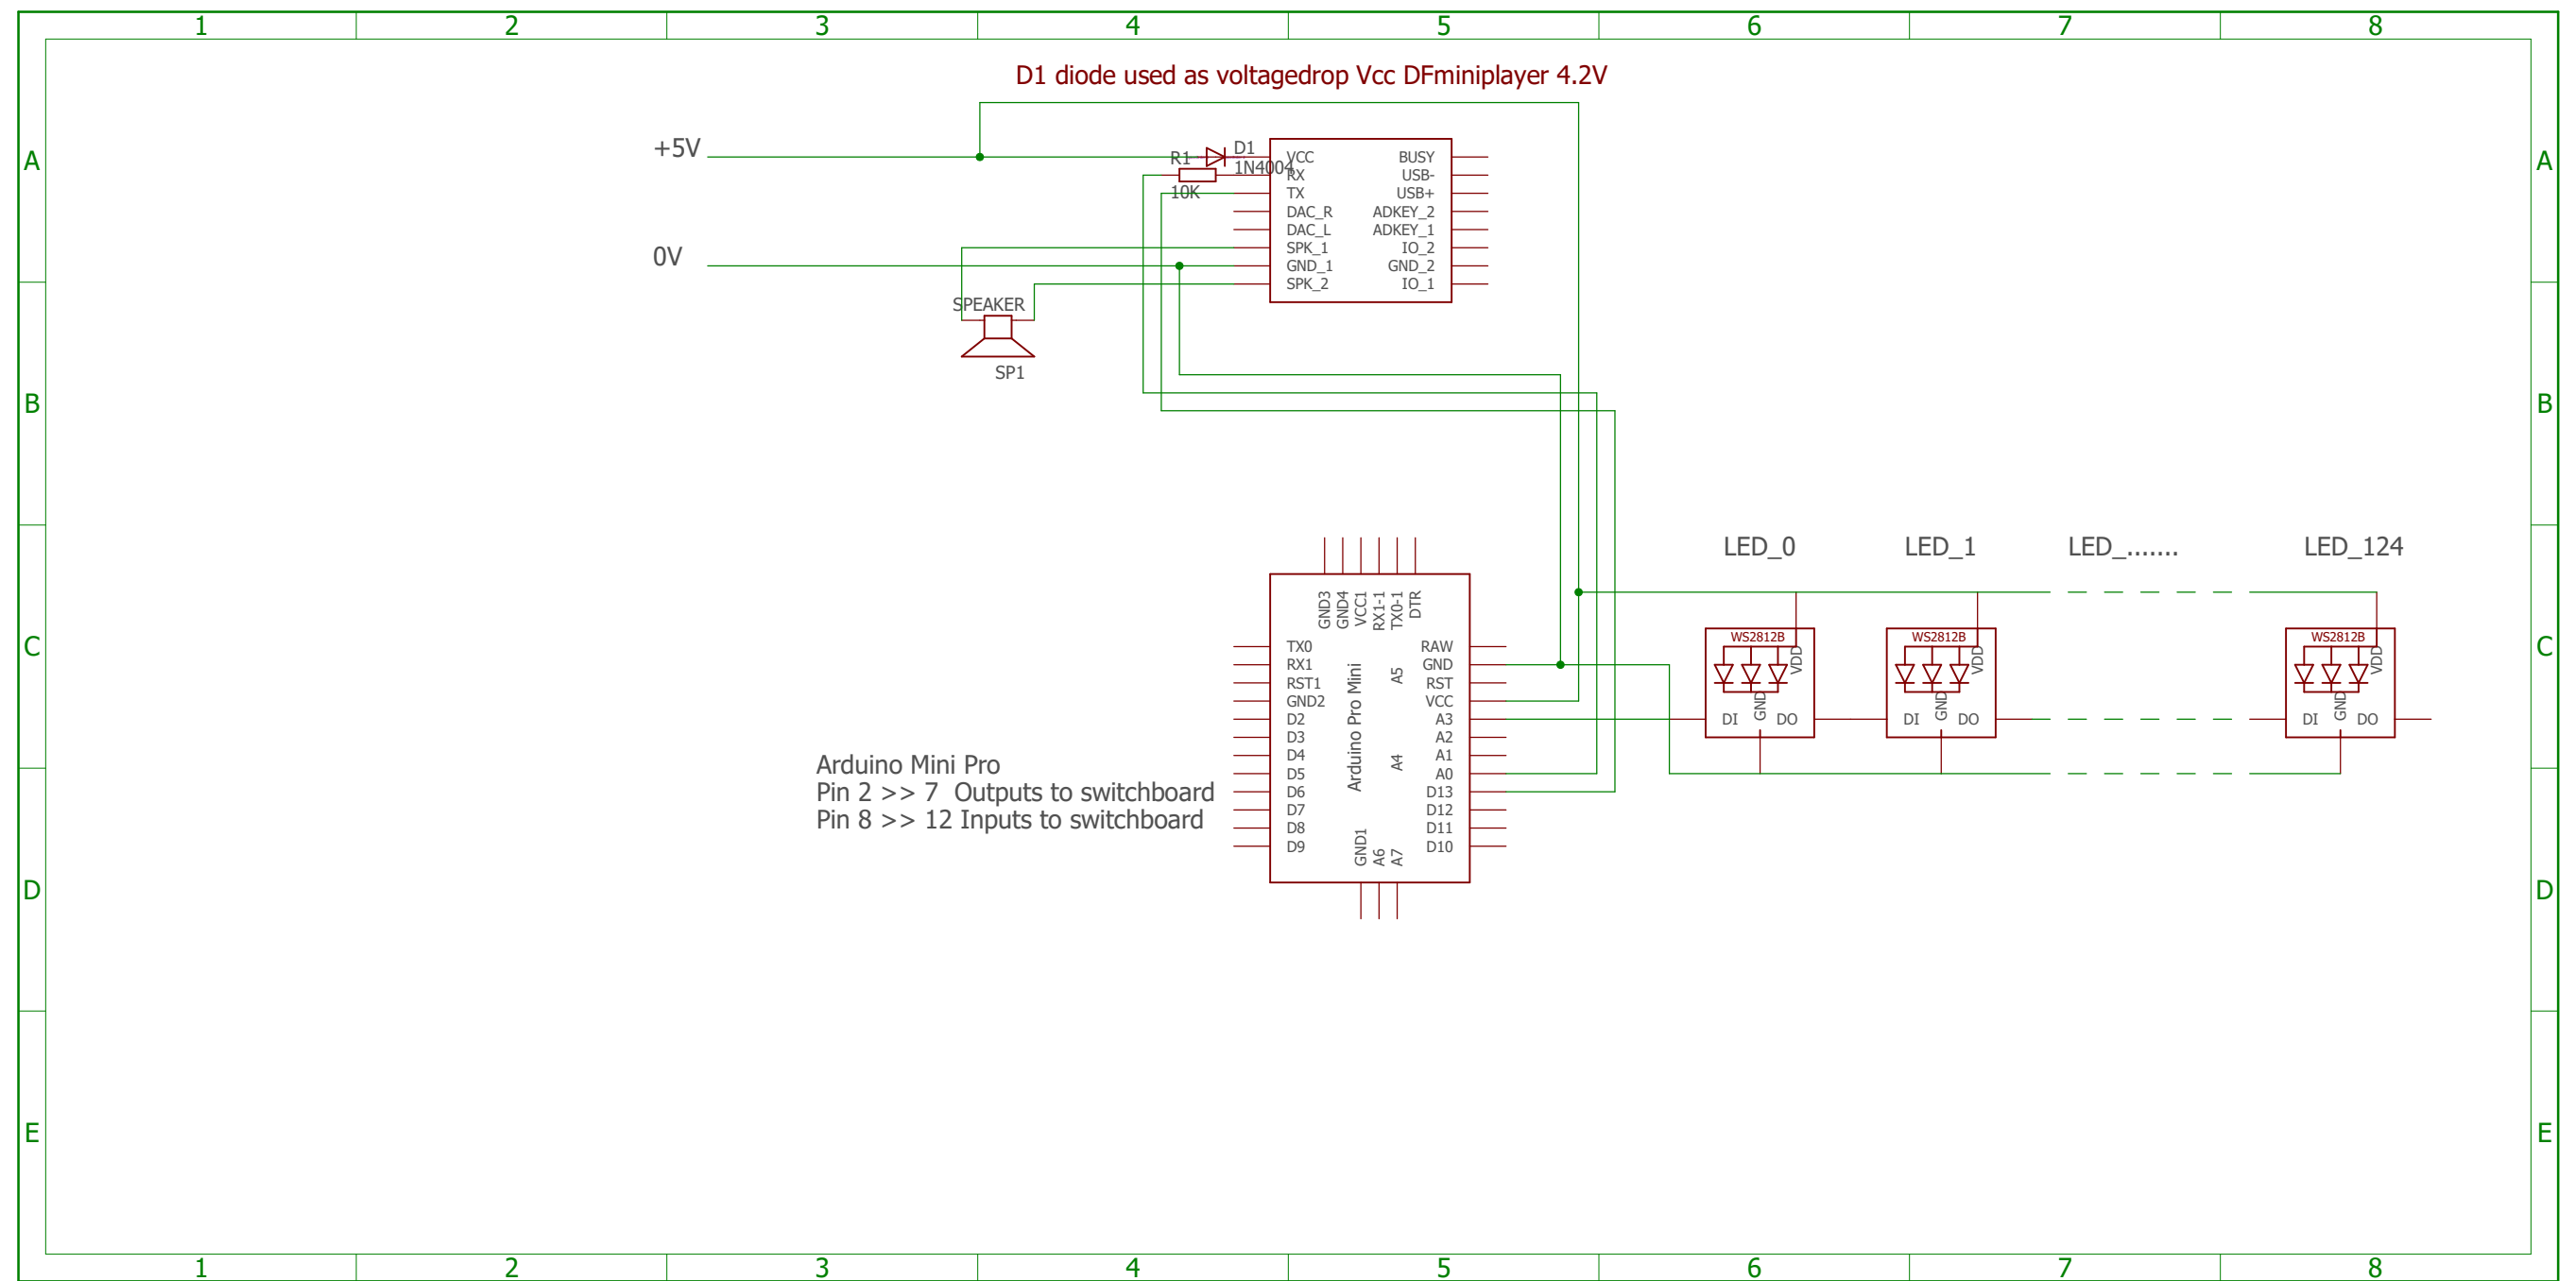 1 2 3 4 5 6 7 8
D1 diode used as voltagedrop Vcc DFminiplayer 4.2V
A
A
+5V
R1
10K
D1
1N4004
VCC
RX
TX
DAC_R
DAC_L
SPK_1
GND_1
SPK_2
BUSY
USB-
USB+
ADKEY_2
ADKEY_1
IO_2
GND_2
IO_1
0V
SPEAKER
SP1
B
B
LED_0
LED_1
LED_.......
LED_124
C
C
GND3
GND4
VCC1
RX1-1
TX0-1
DTR
TX0
RX1
RST1
GND2
D2
D3
D4
D5
D6
D7
D8
D9
Arduino Pro Mini
A5
A4
GND1
A6
A7
RAW
GND
RST
VCC
A3
A2
A1
A0
D13
D12
D11
D10
WS2812B
VDD
GND
DI
DO
WS2812B
VDD
GND
DI
DO
WS2812B
VDD
GND
DI
DO
Arduino Mini Pro
Pin 2 >> 7 Outputs to switchboard
Pin 8 >> 12 Inputs to switchboard
D
D
E
E
1 2 3 4 5 6 7 8